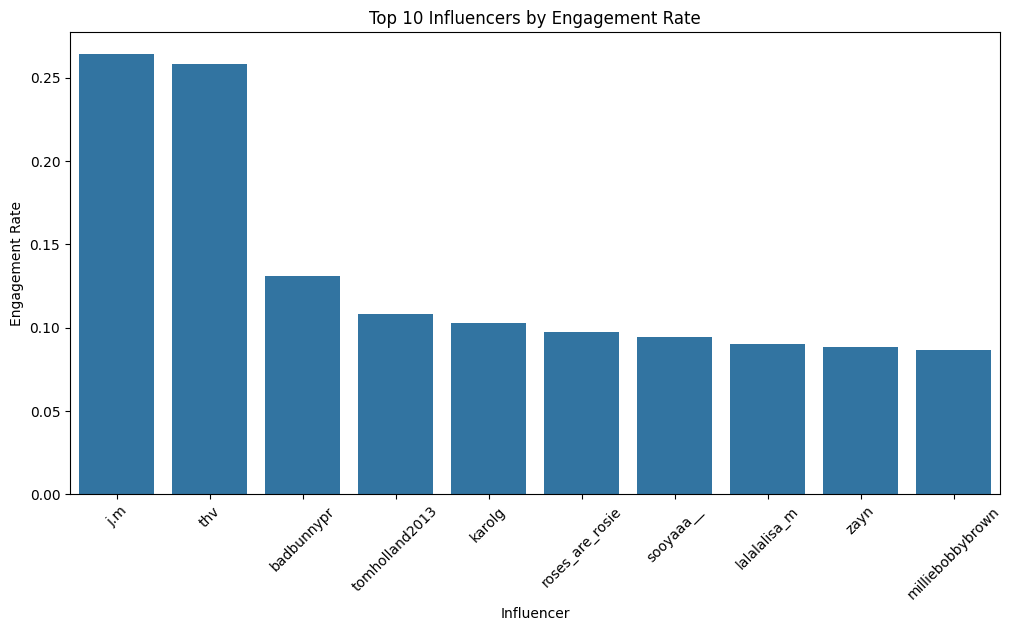 Top 10 Influencers by Engagement Rate
Engagement Rate
0.25
0.20
0.15
0.10
0.05
0.00
j.m
thv
badbunnypr
tomholland2013
karolg
roses_are_rosie
sooyaaa__
lalalalisa_m
zayn
milliebobbybrown
Influencer